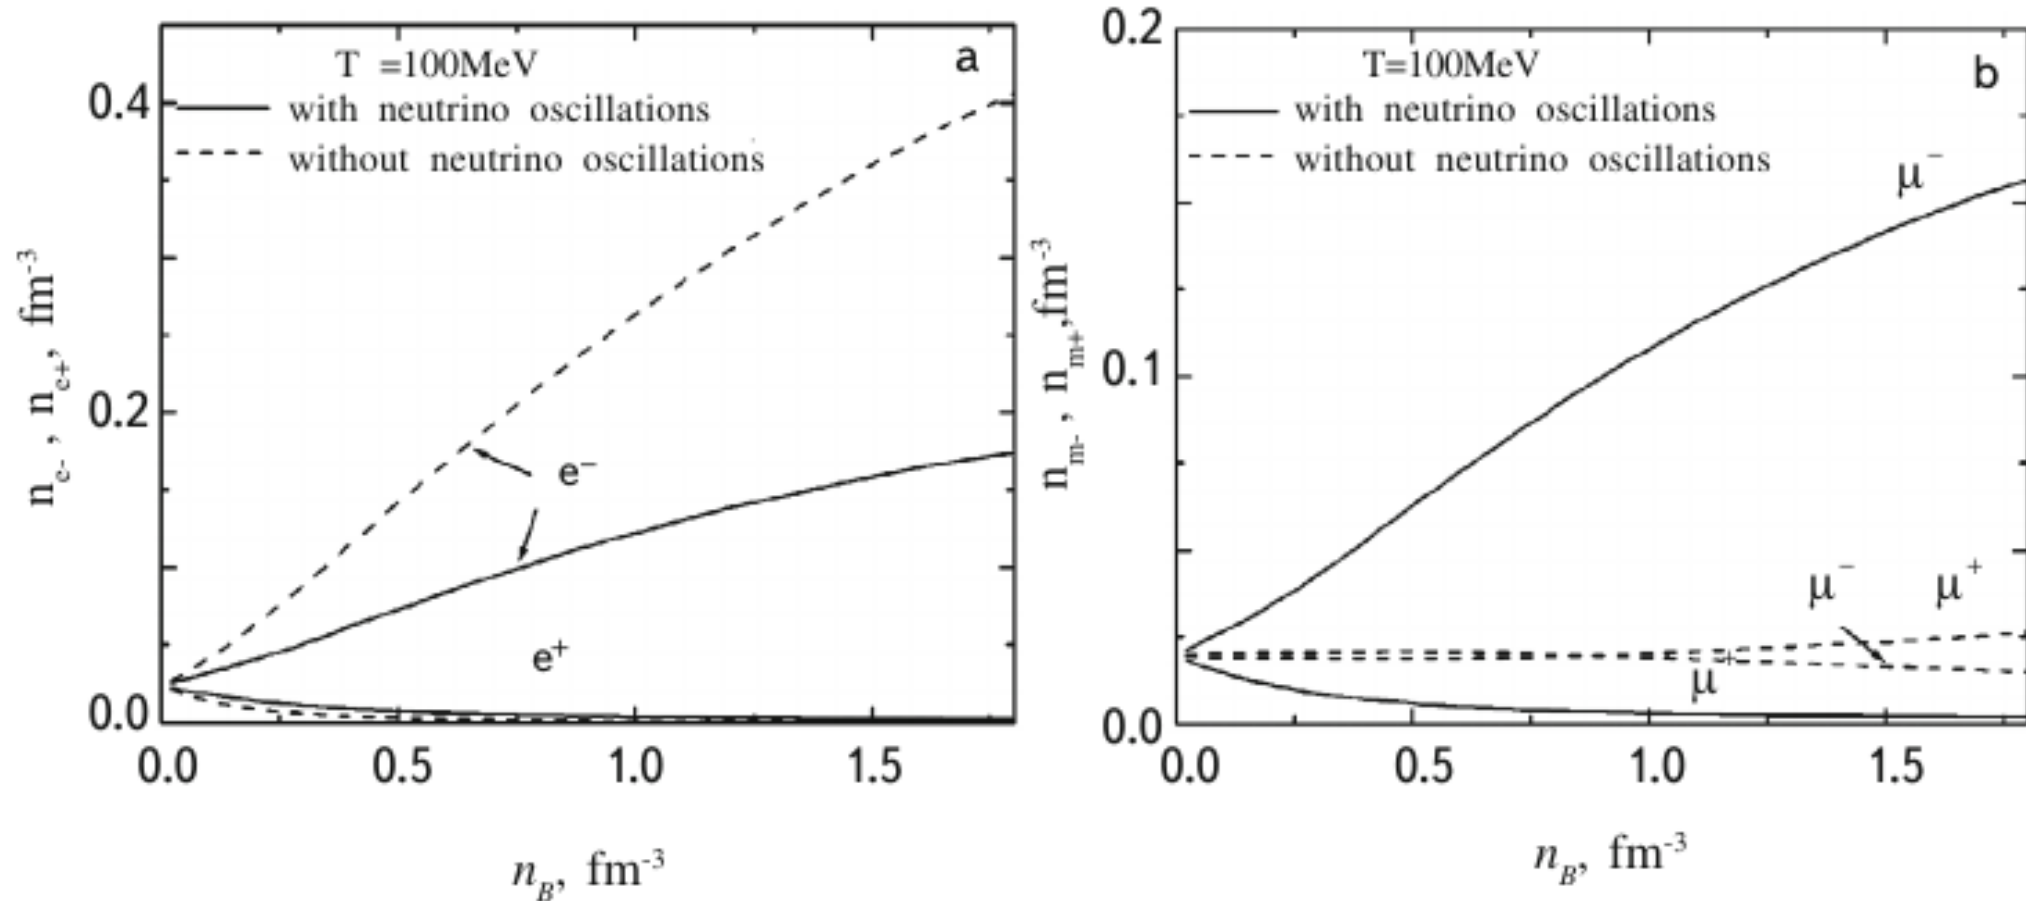 T =100MeV
a
with neutrino oscillations
without neutrino oscillations
0.4
0.2
0.0
n_e-, n_e+, fm^-3
e^-
e^+
0.0 0.5 1.0 1.5
n_B, fm^-3
T=100MeV
b
with neutrino oscillations
without neutrino oscillations
0.2
0.1
0.0
n_m-, n_m+, fm^-3
μ^-
μ^- μ^+
μ^+
0.0 0.5 1.0 1.5
n_B, fm^-3